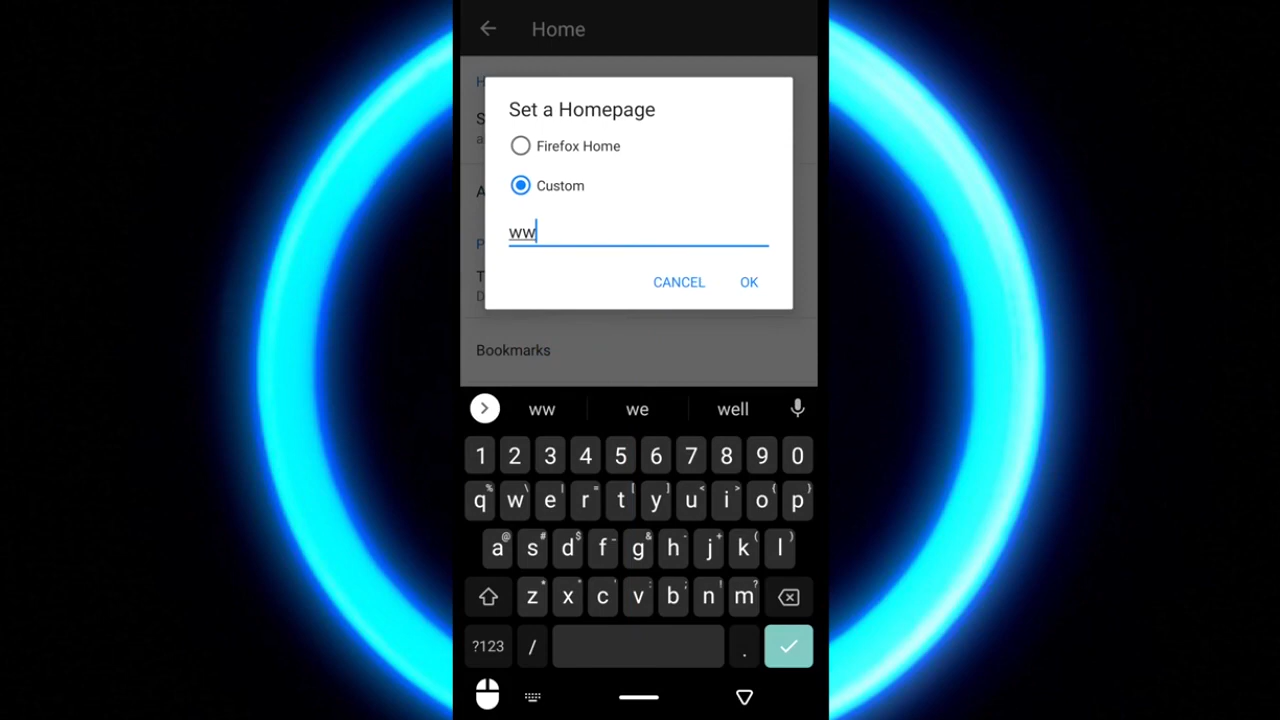 Home
H
Set a Homepage
S
a
Firefox Home
Custom
A
ww
P
T
D
CANCEL OK
Bookmarks
ww we well
1 2 3 4 5 6 7 8 9 0
q w e r t y u i o p
a s d f g h j k l
z x c v b n m
?123 / .